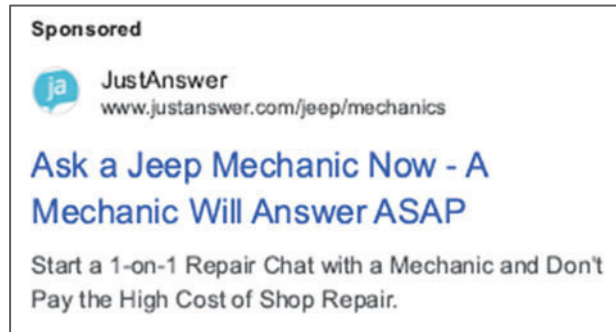 Sponsored
ja
JustAnswer
www.justanswer.com/jeep/mechanics
Ask a Jeep Mechanic Now - A
Mechanic Will Answer ASAP
Start a 1-on-1 Repair Chat with a Mechanic and Don't
Pay the High Cost of Shop Repair.